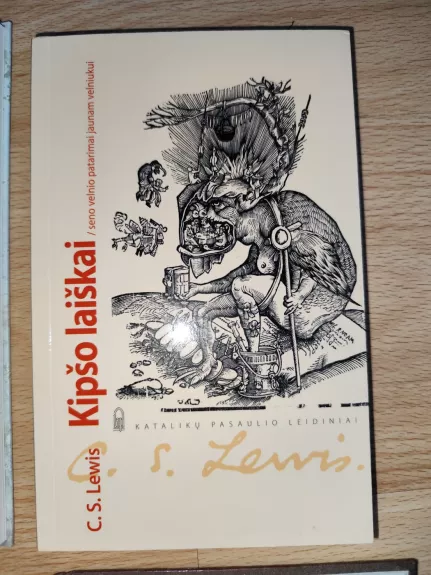 C. S. Lewis
Kipšo laiškai
/ seno velnio patarimai jaunam velniukui
KATALIKŲ PASAULIO LEIDINIAI
C. S. Lewis.